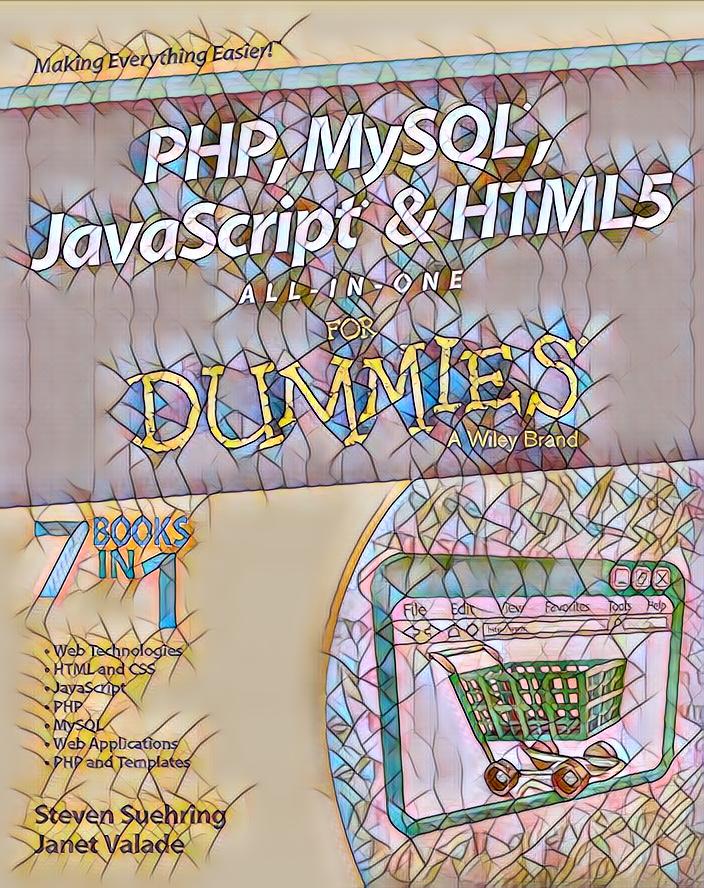 Making Everything Easier!™
PHP, MySQL®,
JavaScript® & HTML5
ALL-IN-ONE
FOR
DUMMIES®
A Wiley Brand
7 BOOKS
IN 1
• Web Technologies
• HTML and CSS
• JavaScript
• PHP
• MySQL
• Web Applications
• PHP and Templates
Steven Suehring
Janet Valade
File Edit View Favorites Tools Help